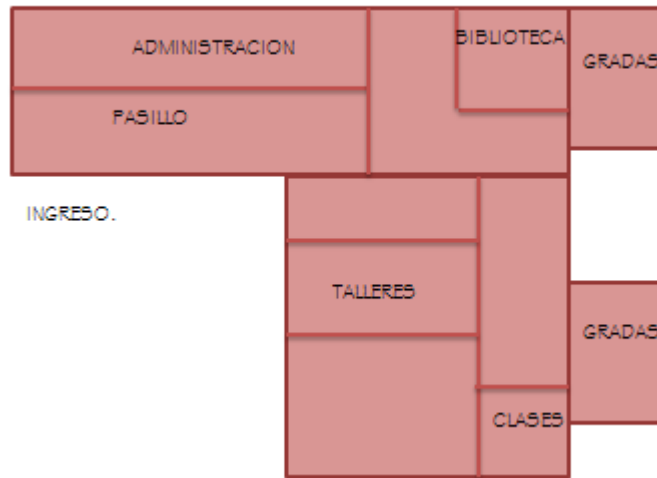 ADMINISTRACION
BIBLIOTECA
GRADAS
PASILLO
INGRESO.
TALLERES
GRADAS
CLASES